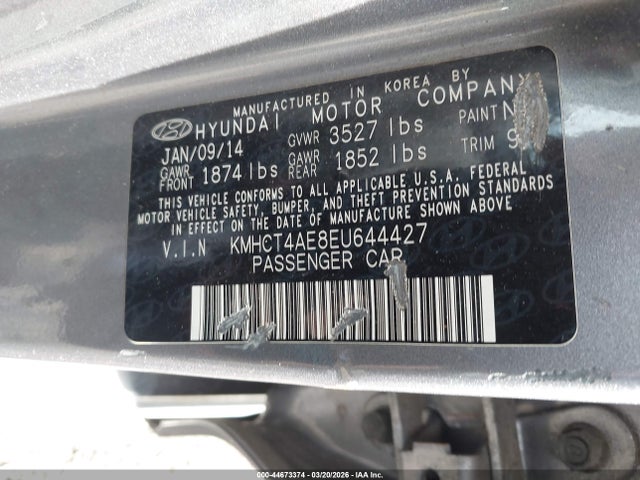 MANUFACTURED IN KOREA BY
HYUNDAI MOTOR COMPANY
JAN/09/14 GVWR 3527 lbs PAINT N
GAWR FRONT 1874 lbs GAWR REAR 1852 lbs TRIM 9
THIS VEHICLE CONFORMS TO ALL APPLICABLE U.S.A. FEDERAL
MOTOR VEHICLE SAFETY, BUMPER, AND THEFT PREVENTION STANDARDS
IN EFFECT ON THE DATE OF MANUFACTURE SHOWN ABOVE
V.I.N KMHCT4AE8EU644427
PASSENGER CAR
000-44673374 | 03/20/2026 | IAA Inc.